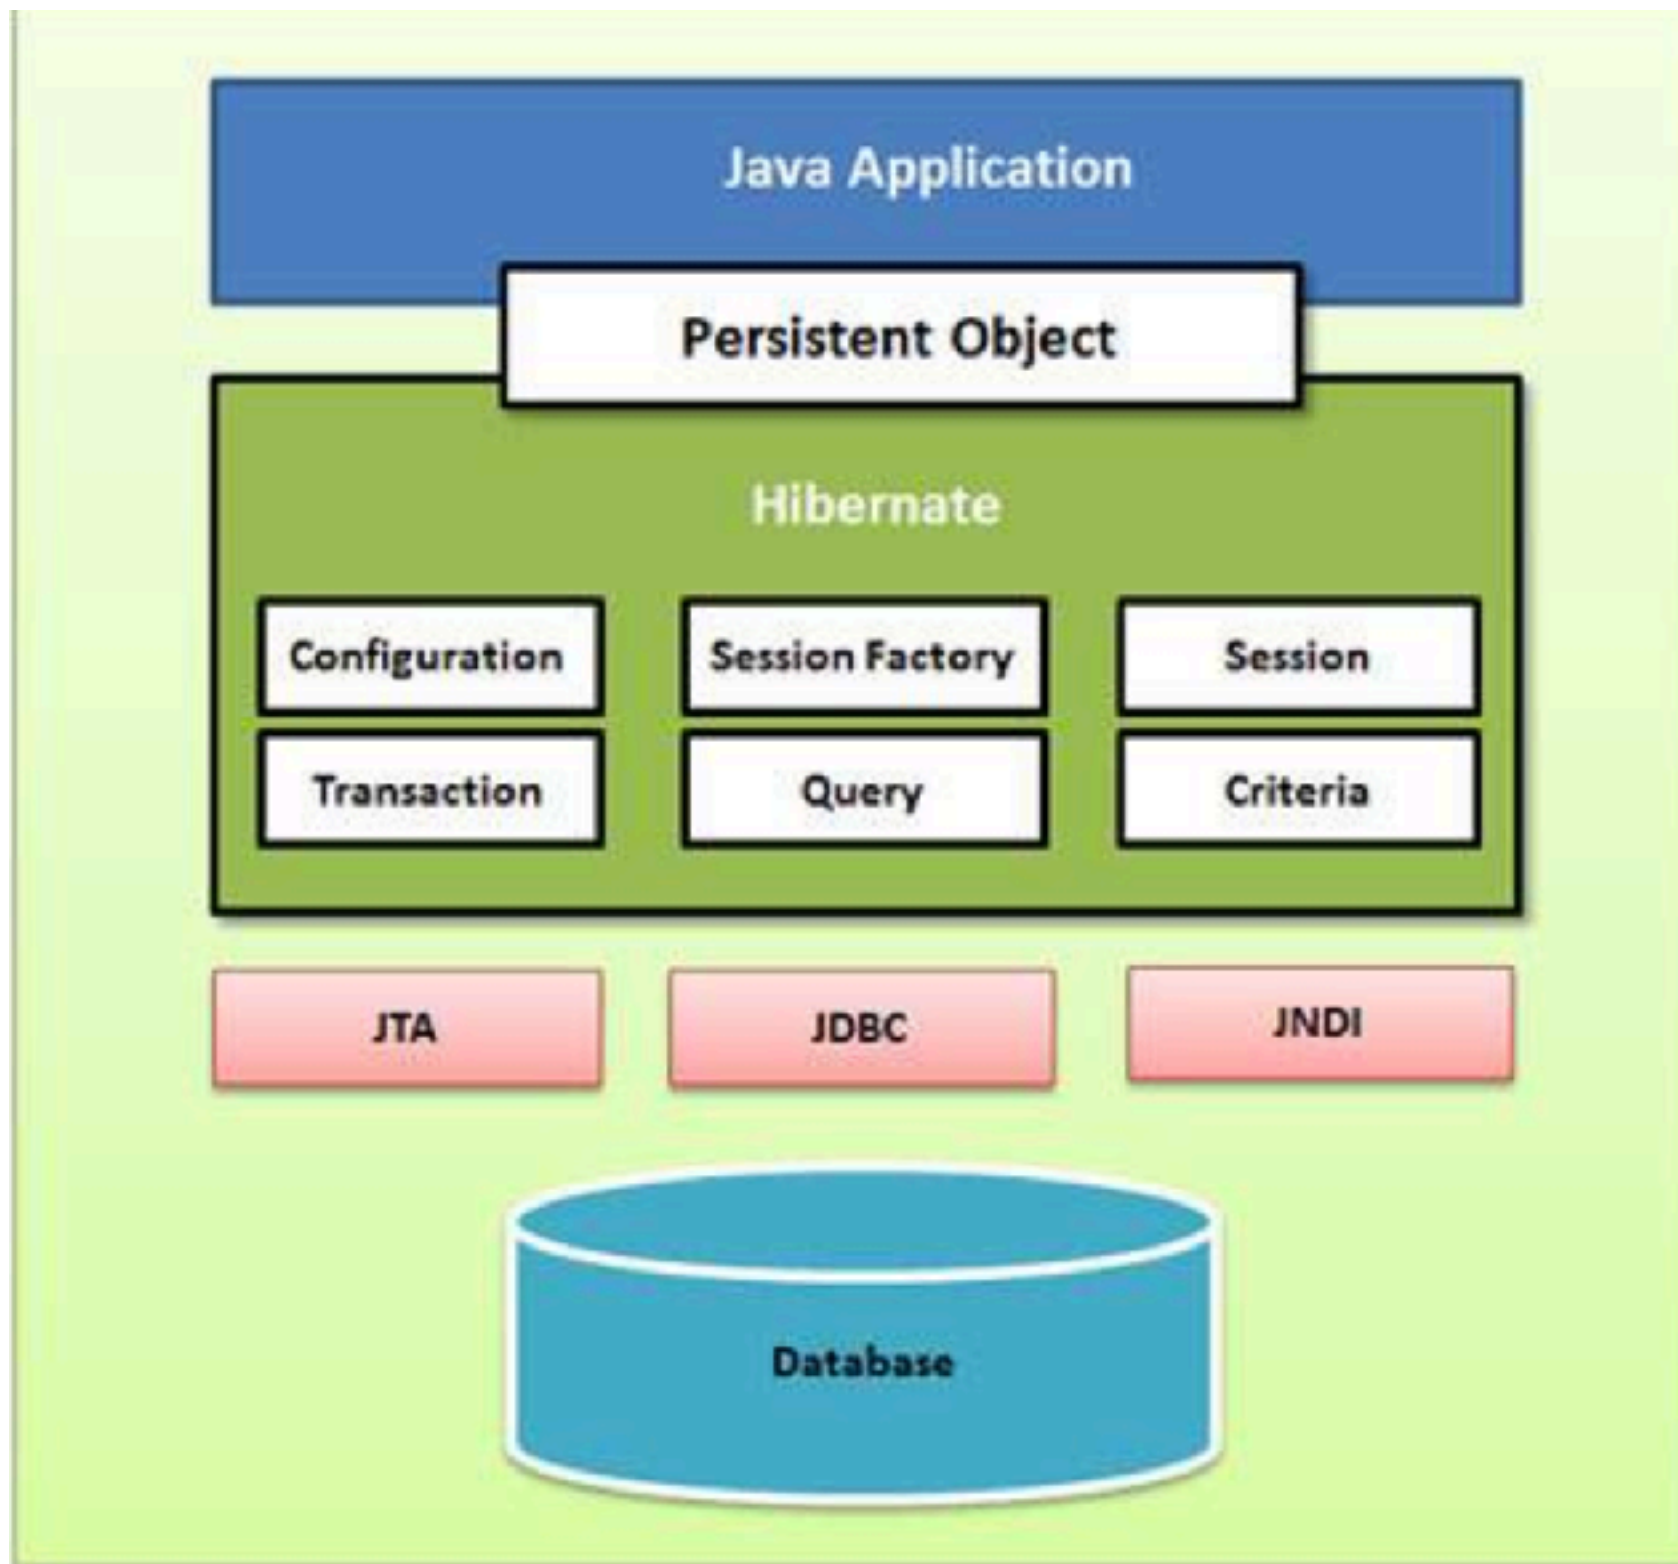 Java Application
Persistent Object
Hibernate
Configuration
Session Factory
Session
Transaction
Query
Criteria
JTA
JDBC
JNDI
Database